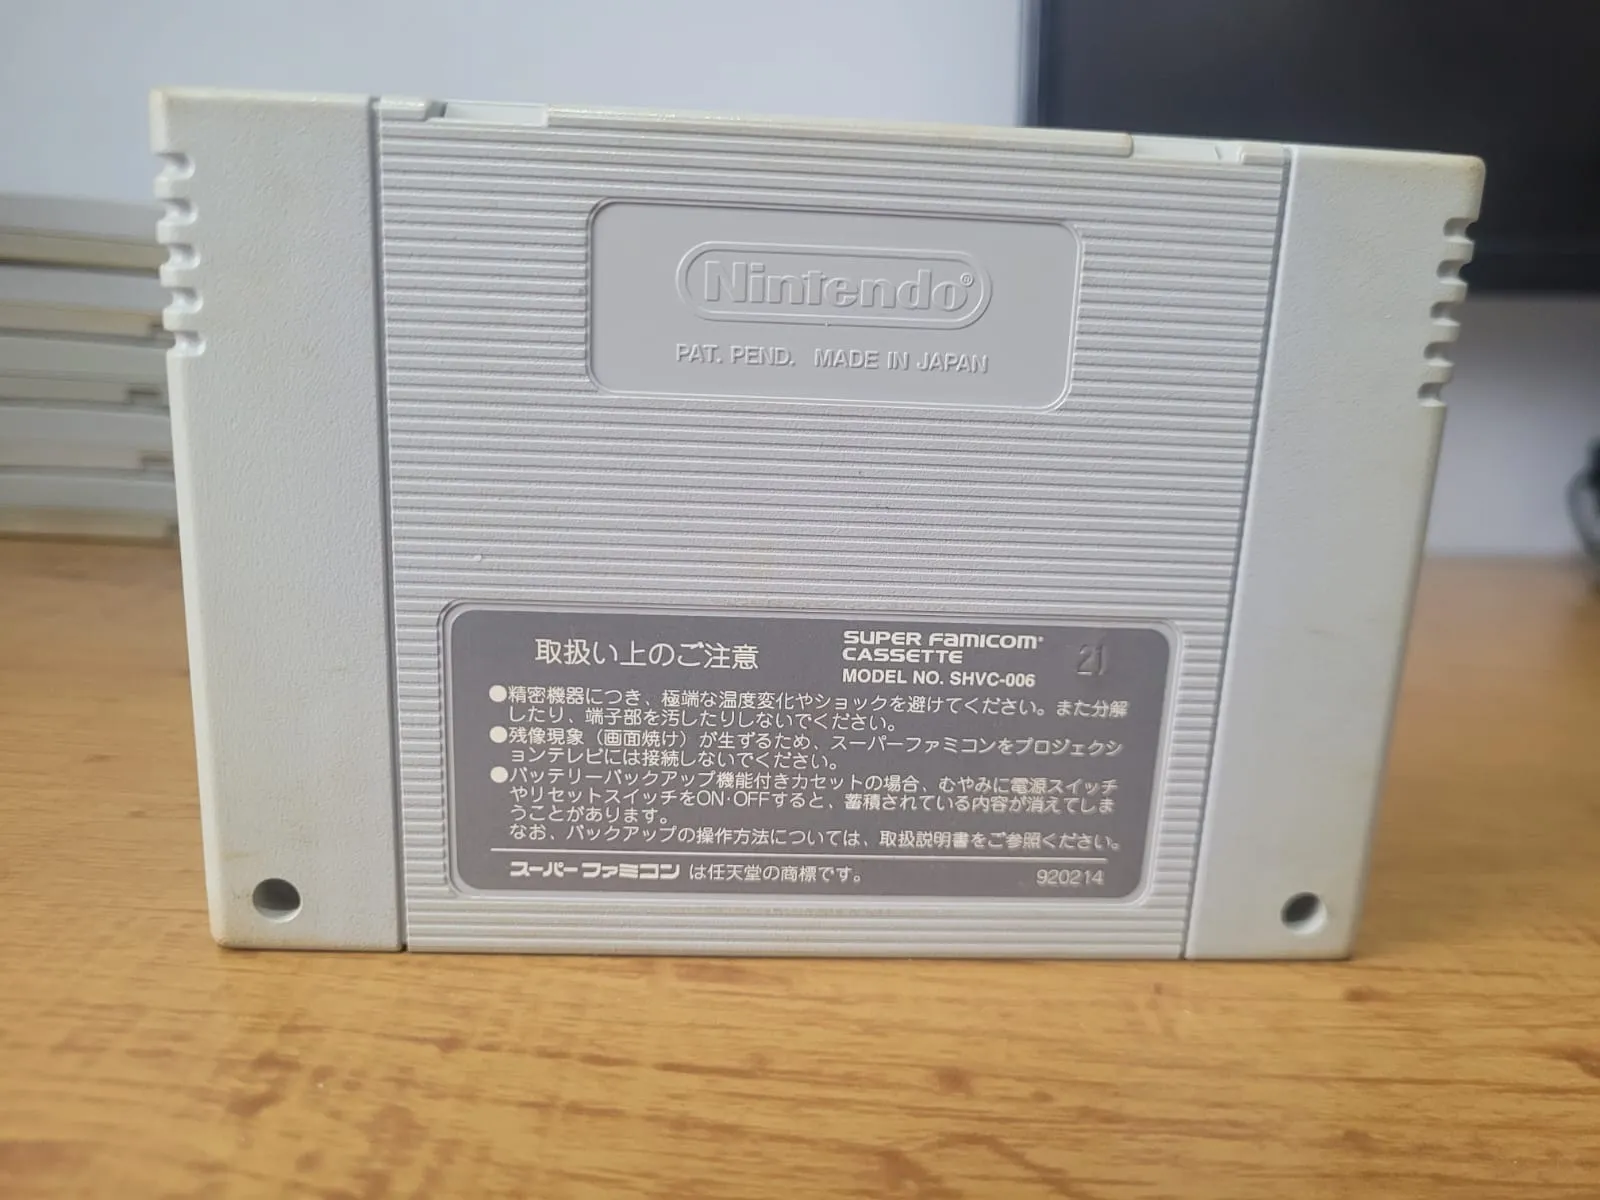 Nintendo®
PAT. PEND. MADE IN JAPAN
取扱い上のご注意
SUPER FAMICOM®
CASSETTE
MODEL NO. SHVC-006
21
●精密機器につき、極端な温度変化やショックを避けてください。また分解
したり、端子部を汚したりしないでください。
●残像現象（画面焼け）が生ずるため、スーパーファミコンをプロジェクシ
ョンテレビには接続しないでください。
●バッテリーバックアップ機能付きカセットの場合、むやみに電源スイッチ
やリセットスイッチをON·OFFすると、蓄積されている内容が消えてしま
うことがあります。
なお、バックアップの操作方法については、取扱説明書をご参照ください。
スーパーファミコン は任天堂の商標です。
920214